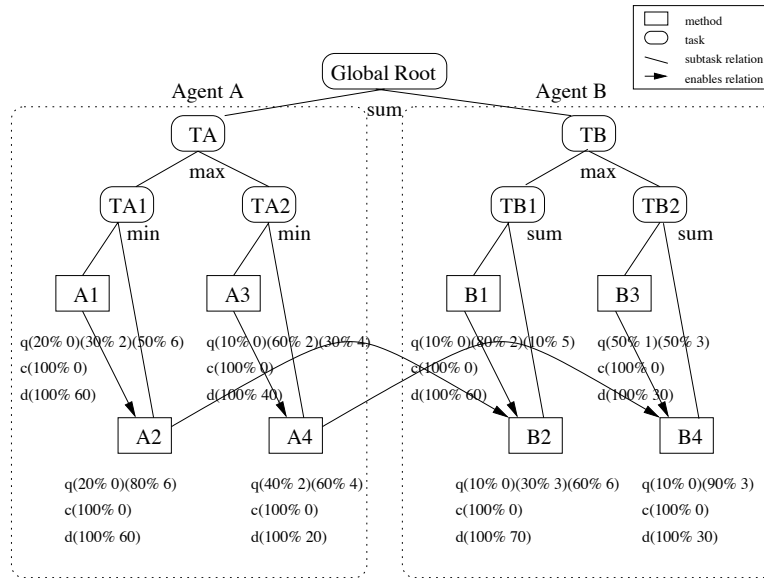 method
task
subtask relation
enables relation
Global Root
Agent A
Agent B
sum
TA
TB
max
max
TA1
TA2
TB1
TB2
min
min
sum
sum
A1
A3
B1
B3
q(20% 0)(30% 2)(50% 6)
q(10% 0)(60% 2)(30% 4)
q(10% 0)(80% 2)(10% 5)
q(50% 1)(50% 3)
c(100% 0)
c(100% 0)
c(100% 0)
c(100% 0)
d(100% 60)
d(100% 40)
d(100% 60)
d(100% 30)
A2
A4
B2
B4
q(20% 0)(80% 6)
q(40% 2)(60% 4)
q(10% 0)(30% 3)(60% 6)
q(10% 0)(90% 3)
c(100% 0)
c(100% 0)
c(100% 0)
c(100% 0)
d(100% 60)
d(100% 20)
d(100% 70)
d(100% 30)